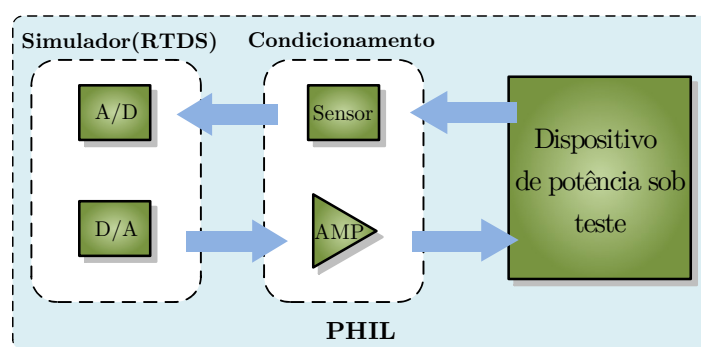 Simulador(RTDS)
Condicionamento
A/D
Sensor
Dispositivo
de potência sob
teste
D/A
AMP
PHIL